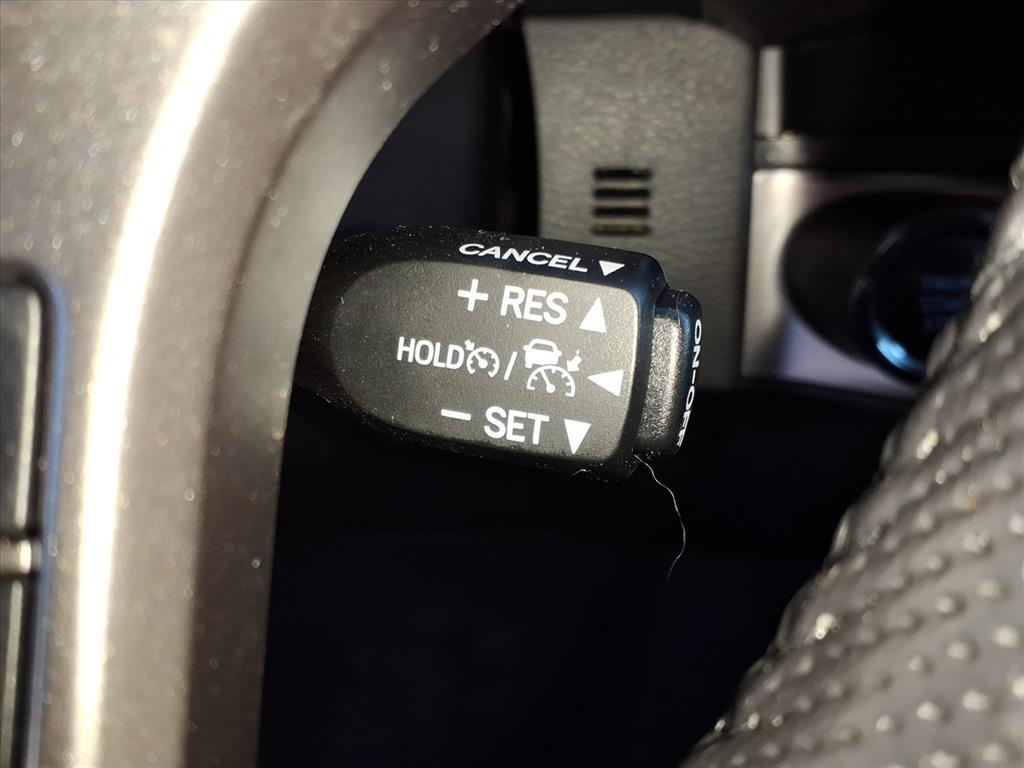 CANCEL
+ RES
HOLD /
− SET
ON-OFF